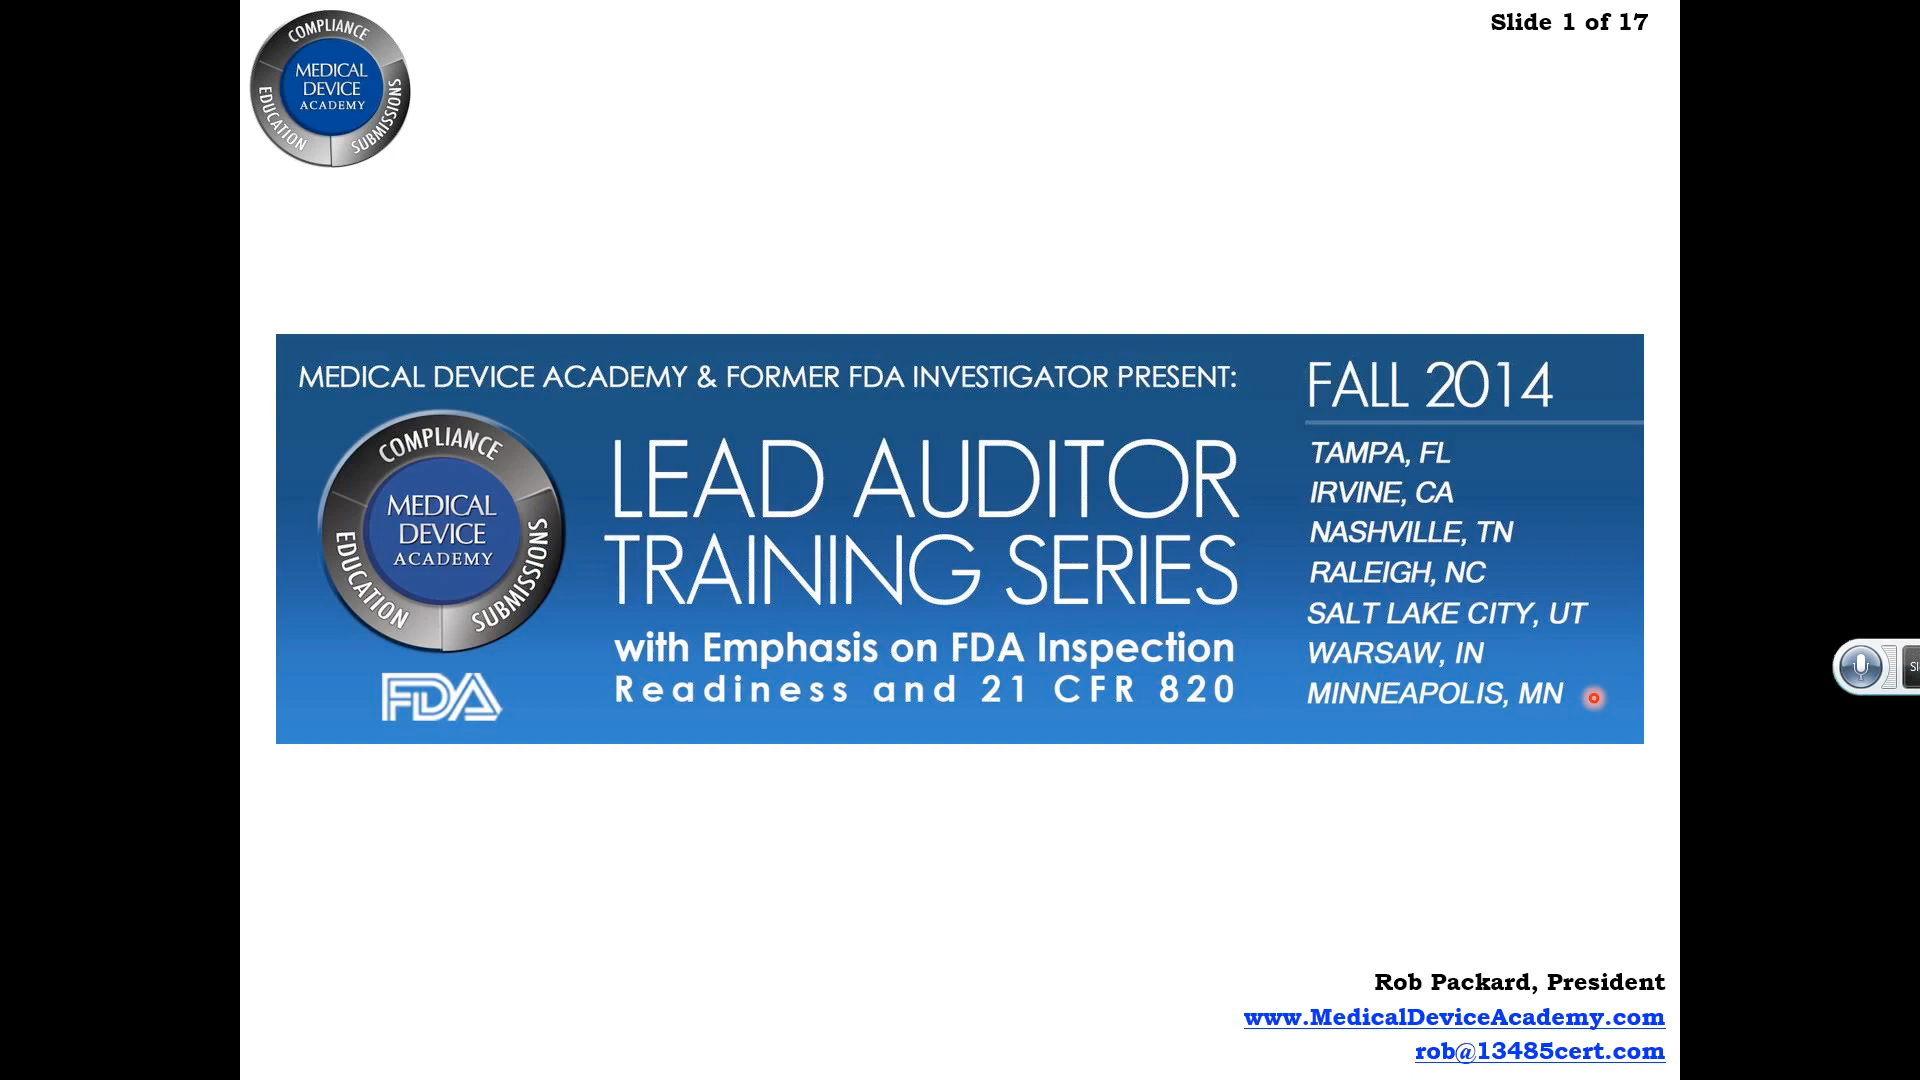 COMPLIANCE
MEDICAL
DEVICE
ACADEMY
EDUCATION
SUBMISSIONS
Slide 1 of 17
MEDICAL DEVICE ACADEMY & FORMER FDA INVESTIGATOR PRESENT:
COMPLIANCE
MEDICAL
DEVICE
ACADEMY
EDUCATION
SUBMISSIONS
FDA
LEAD AUDITOR
TRAINING SERIES
with Emphasis on FDA Inspection
Readiness and 21 CFR 820
FALL 2014
TAMPA, FL
IRVINE, CA
NASHVILLE, TN
RALEIGH, NC
SALT LAKE CITY, UT
WARSAW, IN
MINNEAPOLIS, MN
Rob Packard, President
www.MedicalDeviceAcademy.com
rob@13485cert.com